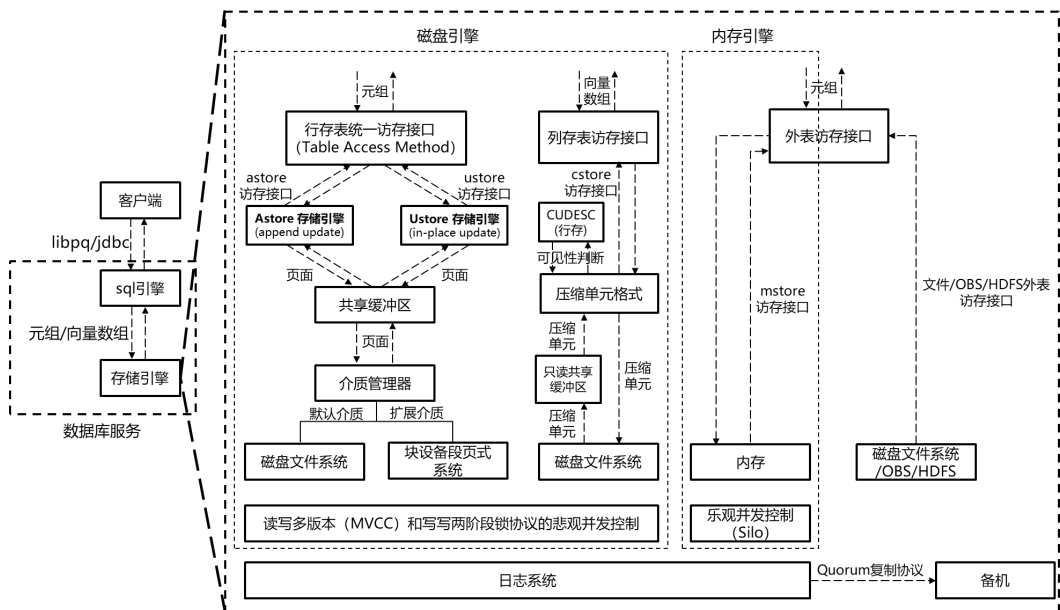 磁盘引擎
内存引擎
元组
向量
数组
元组
行存表统一访存接口
（Table Access Method）
列存表访存接口
外表访存接口
astore
访存接口
ustore
访存接口
cstore
访存接口
客户端
Astore 存储引擎
(append update)
Ustore 存储引擎
(in-place update)
CUDESC
(行存)
libpq/jdbc
可见性判断
页面
页面
sql引擎
共享缓冲区
压缩单元格式
mstore
访存接口
文件/OBS/HDFS外表
访存接口
元组/向量数组
页面
压缩
单元
存储引擎
介质管理器
只读共享
缓冲区
压缩
单元
默认介质
扩展介质
压缩
单元
数据库服务
磁盘文件系统
块设备段页式
系统
磁盘文件系统
内存
磁盘文件系统
/OBS/HDFS
读写多版本（MVCC）和写写两阶段锁协议的悲观并发控制
乐观并发控制
（Silo）
日志系统
Quorum复制协议
备机